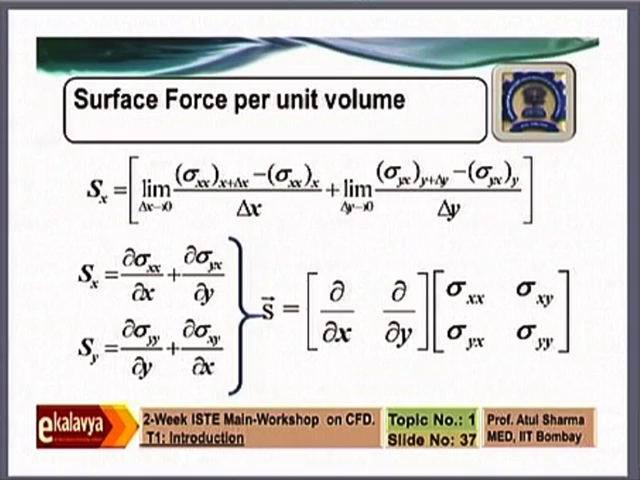 Surface Force per unit volume
S_x = [ lim_{Δx→0} ((σ_xx)_{x+Δx} − (σ_xx)_x) / Δx + lim_{Δy→0} ((σ_yx)_{y+Δy} − (σ_yx)_y) / Δy ]
S_x = ∂σ_xx/∂x + ∂σ_yx/∂y
S_y = ∂σ_yy/∂y + ∂σ_xy/∂x
s⃗ = [ ∂/∂x ∂/∂y ] [ σ_xx σ_xy
σ_yx σ_yy ]
ekalavya
2-Week ISTE Main-Workshop on CFD.
T1: Introduction
Topic No.: 1
Slide No: 37
Prof. Atul Sharma
MED, IIT Bombay